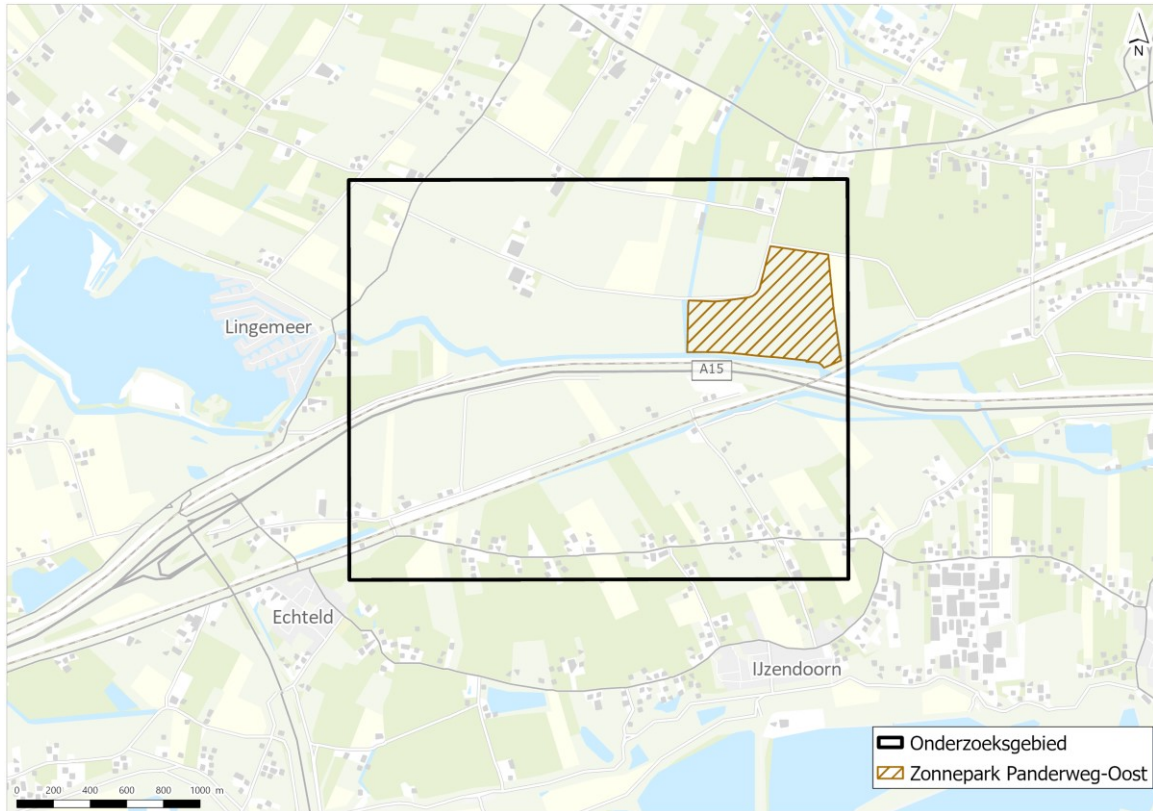 N
Lingemeer
A15
Echteld
IJzendoorn
Onderzoeksgebied
Zonnepark Panderweg-Oost
0 200 400 600 800 1000 m